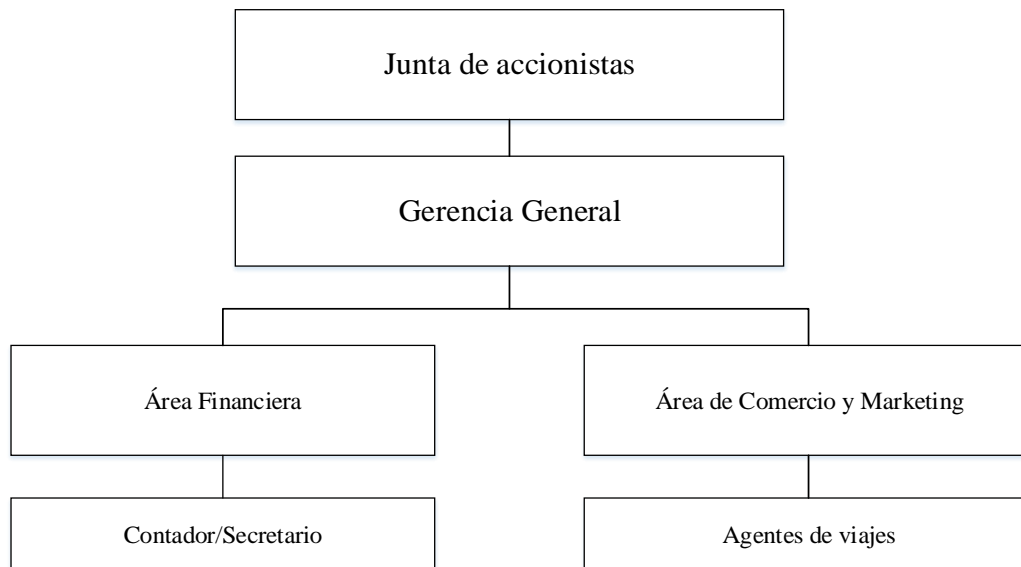 Junta de accionistas
Gerencia General
Área Financiera
Área de Comercio y Marketing
Contador/Secretario
Agentes de viajes